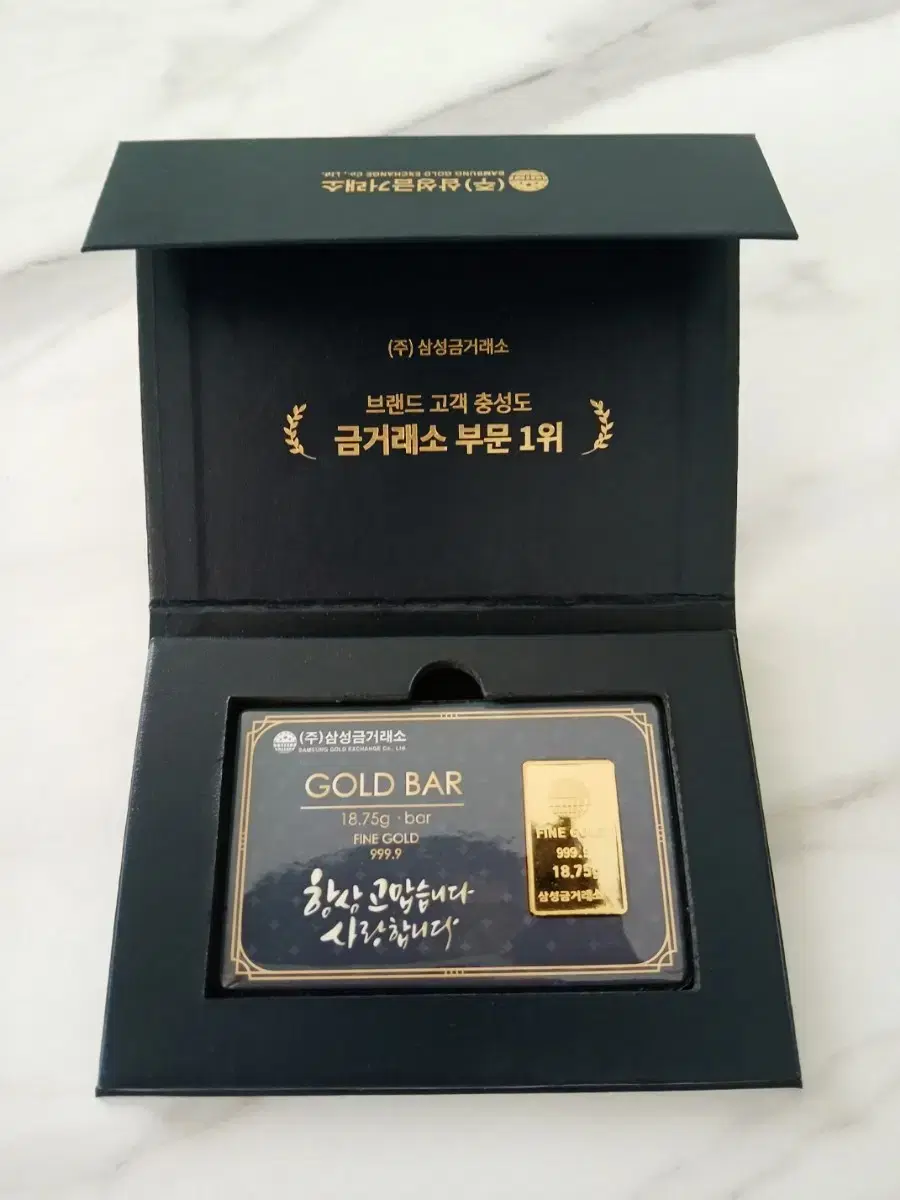 (주)삼성금거래소
SAMSUNG GOLD EXCHANGE Co., Ltd.
(주) 삼성금거래소
브랜드 고객 충성도
금거래소 부문 1위
(주)삼성금거래소
SAMSUNG GOLD EXCHANGE Co., Ltd
GOLD BAR
18.75g · bar
FINE GOLD
999.9
항상 고맙습니다
사랑합니다
FINE GOLD
999.9
18.75g
삼성금거래소